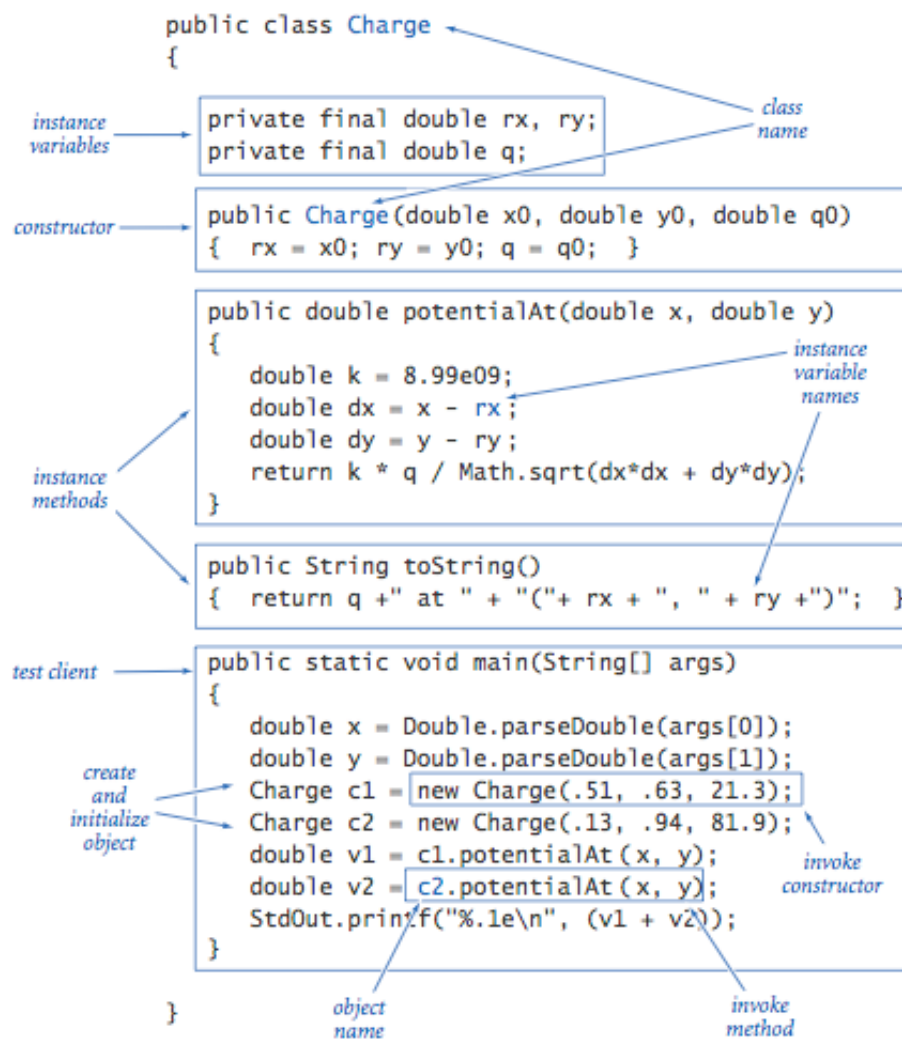 public class Charge
{
class
name
instance
variables
private final double rx, ry;
private final double q;
constructor
public Charge(double x0, double y0, double q0)
{  rx = x0; ry = y0; q = q0;  }
instance
methods
public double potentialAt(double x, double y)
{
   double k = 8.99e09;
   double dx = x - rx;
   double dy = y - ry;
   return k * q / Math.sqrt(dx*dx + dy*dy);
}
instance
variable
names
public String toString()
{  return q +" at " + "("+ rx + ", " + ry +")";  }
test client
public static void main(String[] args)
{
   double x = Double.parseDouble(args[0]);
   double y = Double.parseDouble(args[1]);
create
and
initialize
object
   Charge c1 = new Charge(.51, .63, 21.3);
   Charge c2 = new Charge(.13, .94, 81.9);
   double v1 = c1.potentialAt(x, y);
   double v2 = c2.potentialAt(x, y);
   StdOut.printf("%.1e\n", (v1 + v2));
}
invoke
constructor
object
name
invoke
method
}